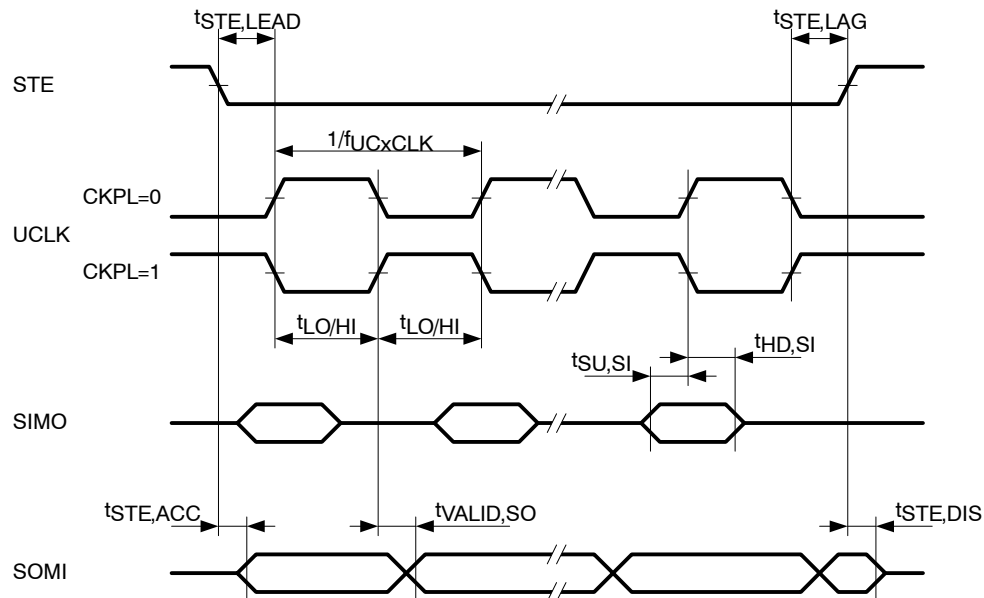 tSTE,LEAD
tSTE,LAG
STE
1/fUCxCLK
CKPL=0
UCLK
CKPL=1
tLO/HI
tLO/HI
tHD,SI
tSU,SI
SIMO
tSTE,ACC
tVALID,SO
tSTE,DIS
SOMI